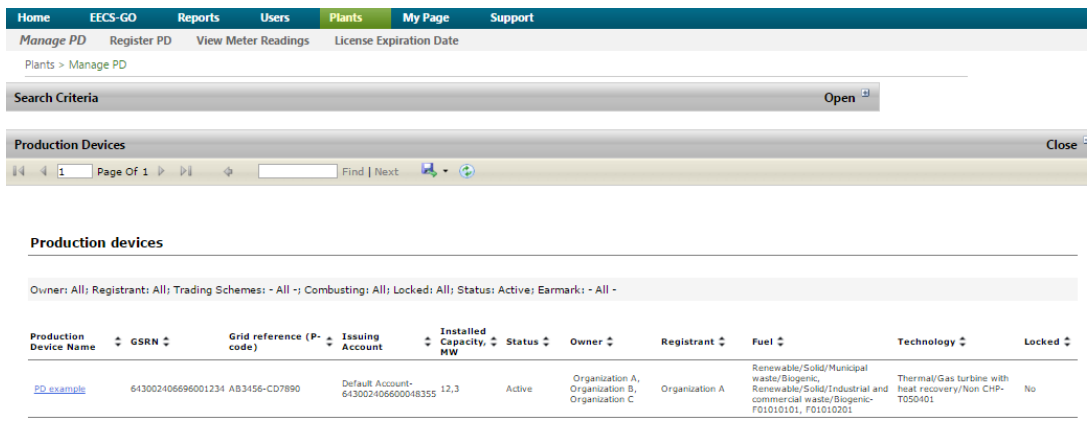 Home EECS-GO Reports Users Plants My Page Support
Manage PD Register PD View Meter Readings License Expiration Date
Plants > Manage PD
Search Criteria Open
Production Devices Close
1 Page Of 1 Find | Next
Production devices
Owner: All; Registrant: All; Trading Schemes: - All -; Combusting: All; Locked: All; Status: Active; Earmark: - All -
Production Device Name GSRN Grid reference (P-code) Issuing Account Installed Capacity, MW Status Owner Registrant Fuel Technology Locked
PD example 643002406696001234 AB3456-CD7890 Default Account-643002406600048355 12,3 Active Organization A, Organization B, Organization C Organization A Renewable/Solid/Municipal waste/Biogenic, Renewable/Solid/Industrial and commercial waste/Biogenic-F01010101, F01010201 Thermal/Gas turbine with heat recovery/Non CHP-T050401 No